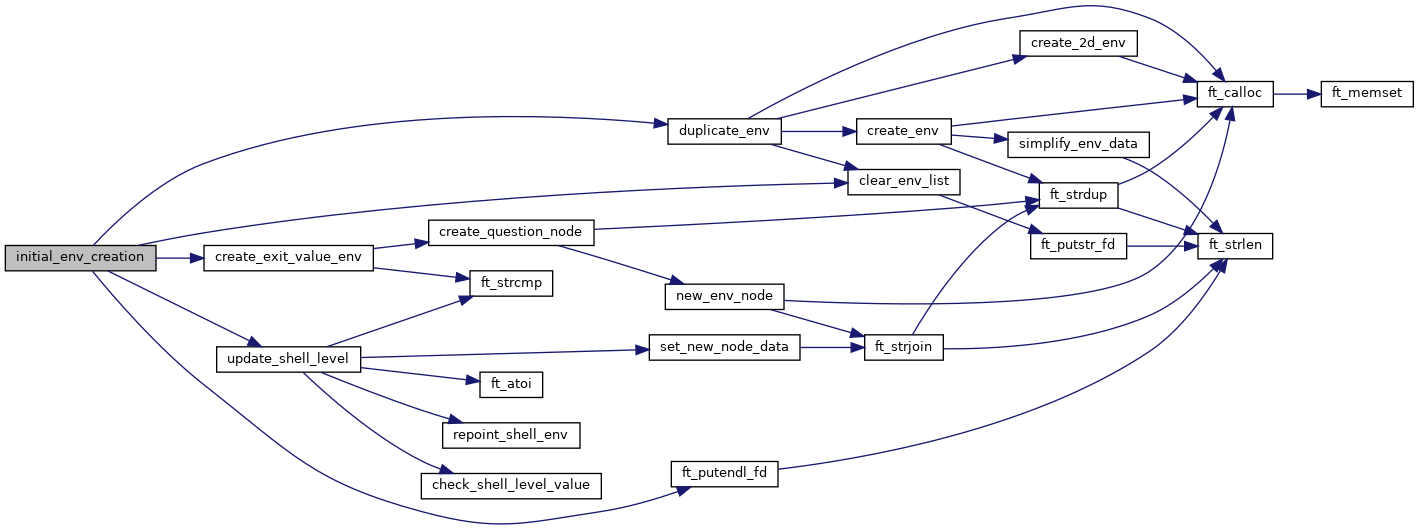 create_2d_env
ft_calloc
ft_memset
duplicate_env
create_env
simplify_env_data
clear_env_list
ft_strdup
create_question_node
ft_putstr_fd
ft_strlen
initial_env_creation
create_exit_value_env
ft_strcmp
new_env_node
update_shell_level
set_new_node_data
ft_strjoin
ft_atoi
repoint_shell_env
ft_putendl_fd
check_shell_level_value